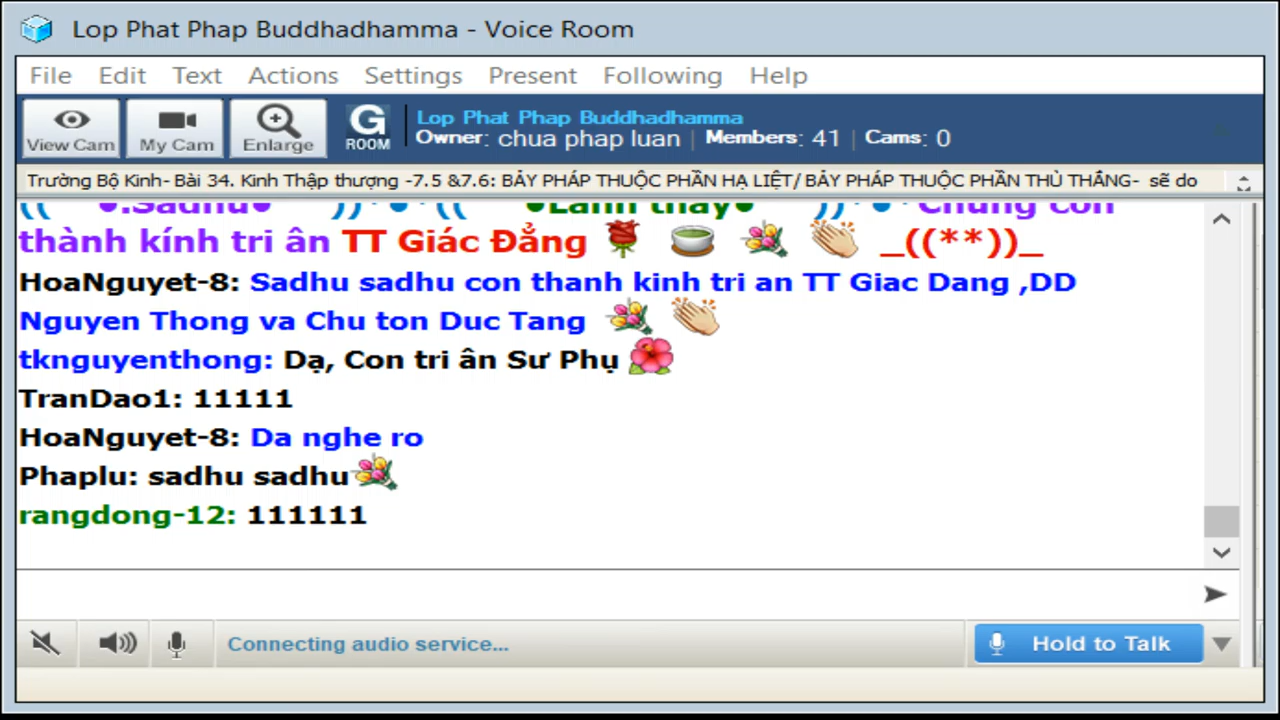 Lop Phat Phap Buddhadhamma - Voice Room
File Edit Text Actions Settings Present Following Help
View Cam My Cam Enlarge G ROOM
Lop Phat Phap Buddhadhamma
Owner: chua phap luan | Members: 41 | Cams: 0
Trường Bộ Kinh- Bài 34. Kinh Thập thượng -7.5 &7.6: BẢY PHÁP THUỘC PHẦN HẠ LIỆT/ BẢY PHÁP THUỘC PHẦN THÙ THẮNG- sẽ do
((  ●.Sadhu●  ))*●*((  ●Lành thay●  ))*●*Chúng con
thành kính tri ân TT Giác Đẳng _((**))_
HoaNguyet-8: Sadhu sadhu con thanh kinh tri an TT Giac Dang ,DD
Nguyen Thong va Chu ton Duc Tang
tknguyenthong: Dạ, Con tri ân Sư Phụ
TranDao1: 11111
HoaNguyet-8: Da nghe ro
Phaplu: sadhu sadhu
rangdong-12: 111111
Connecting audio service... Hold to Talk